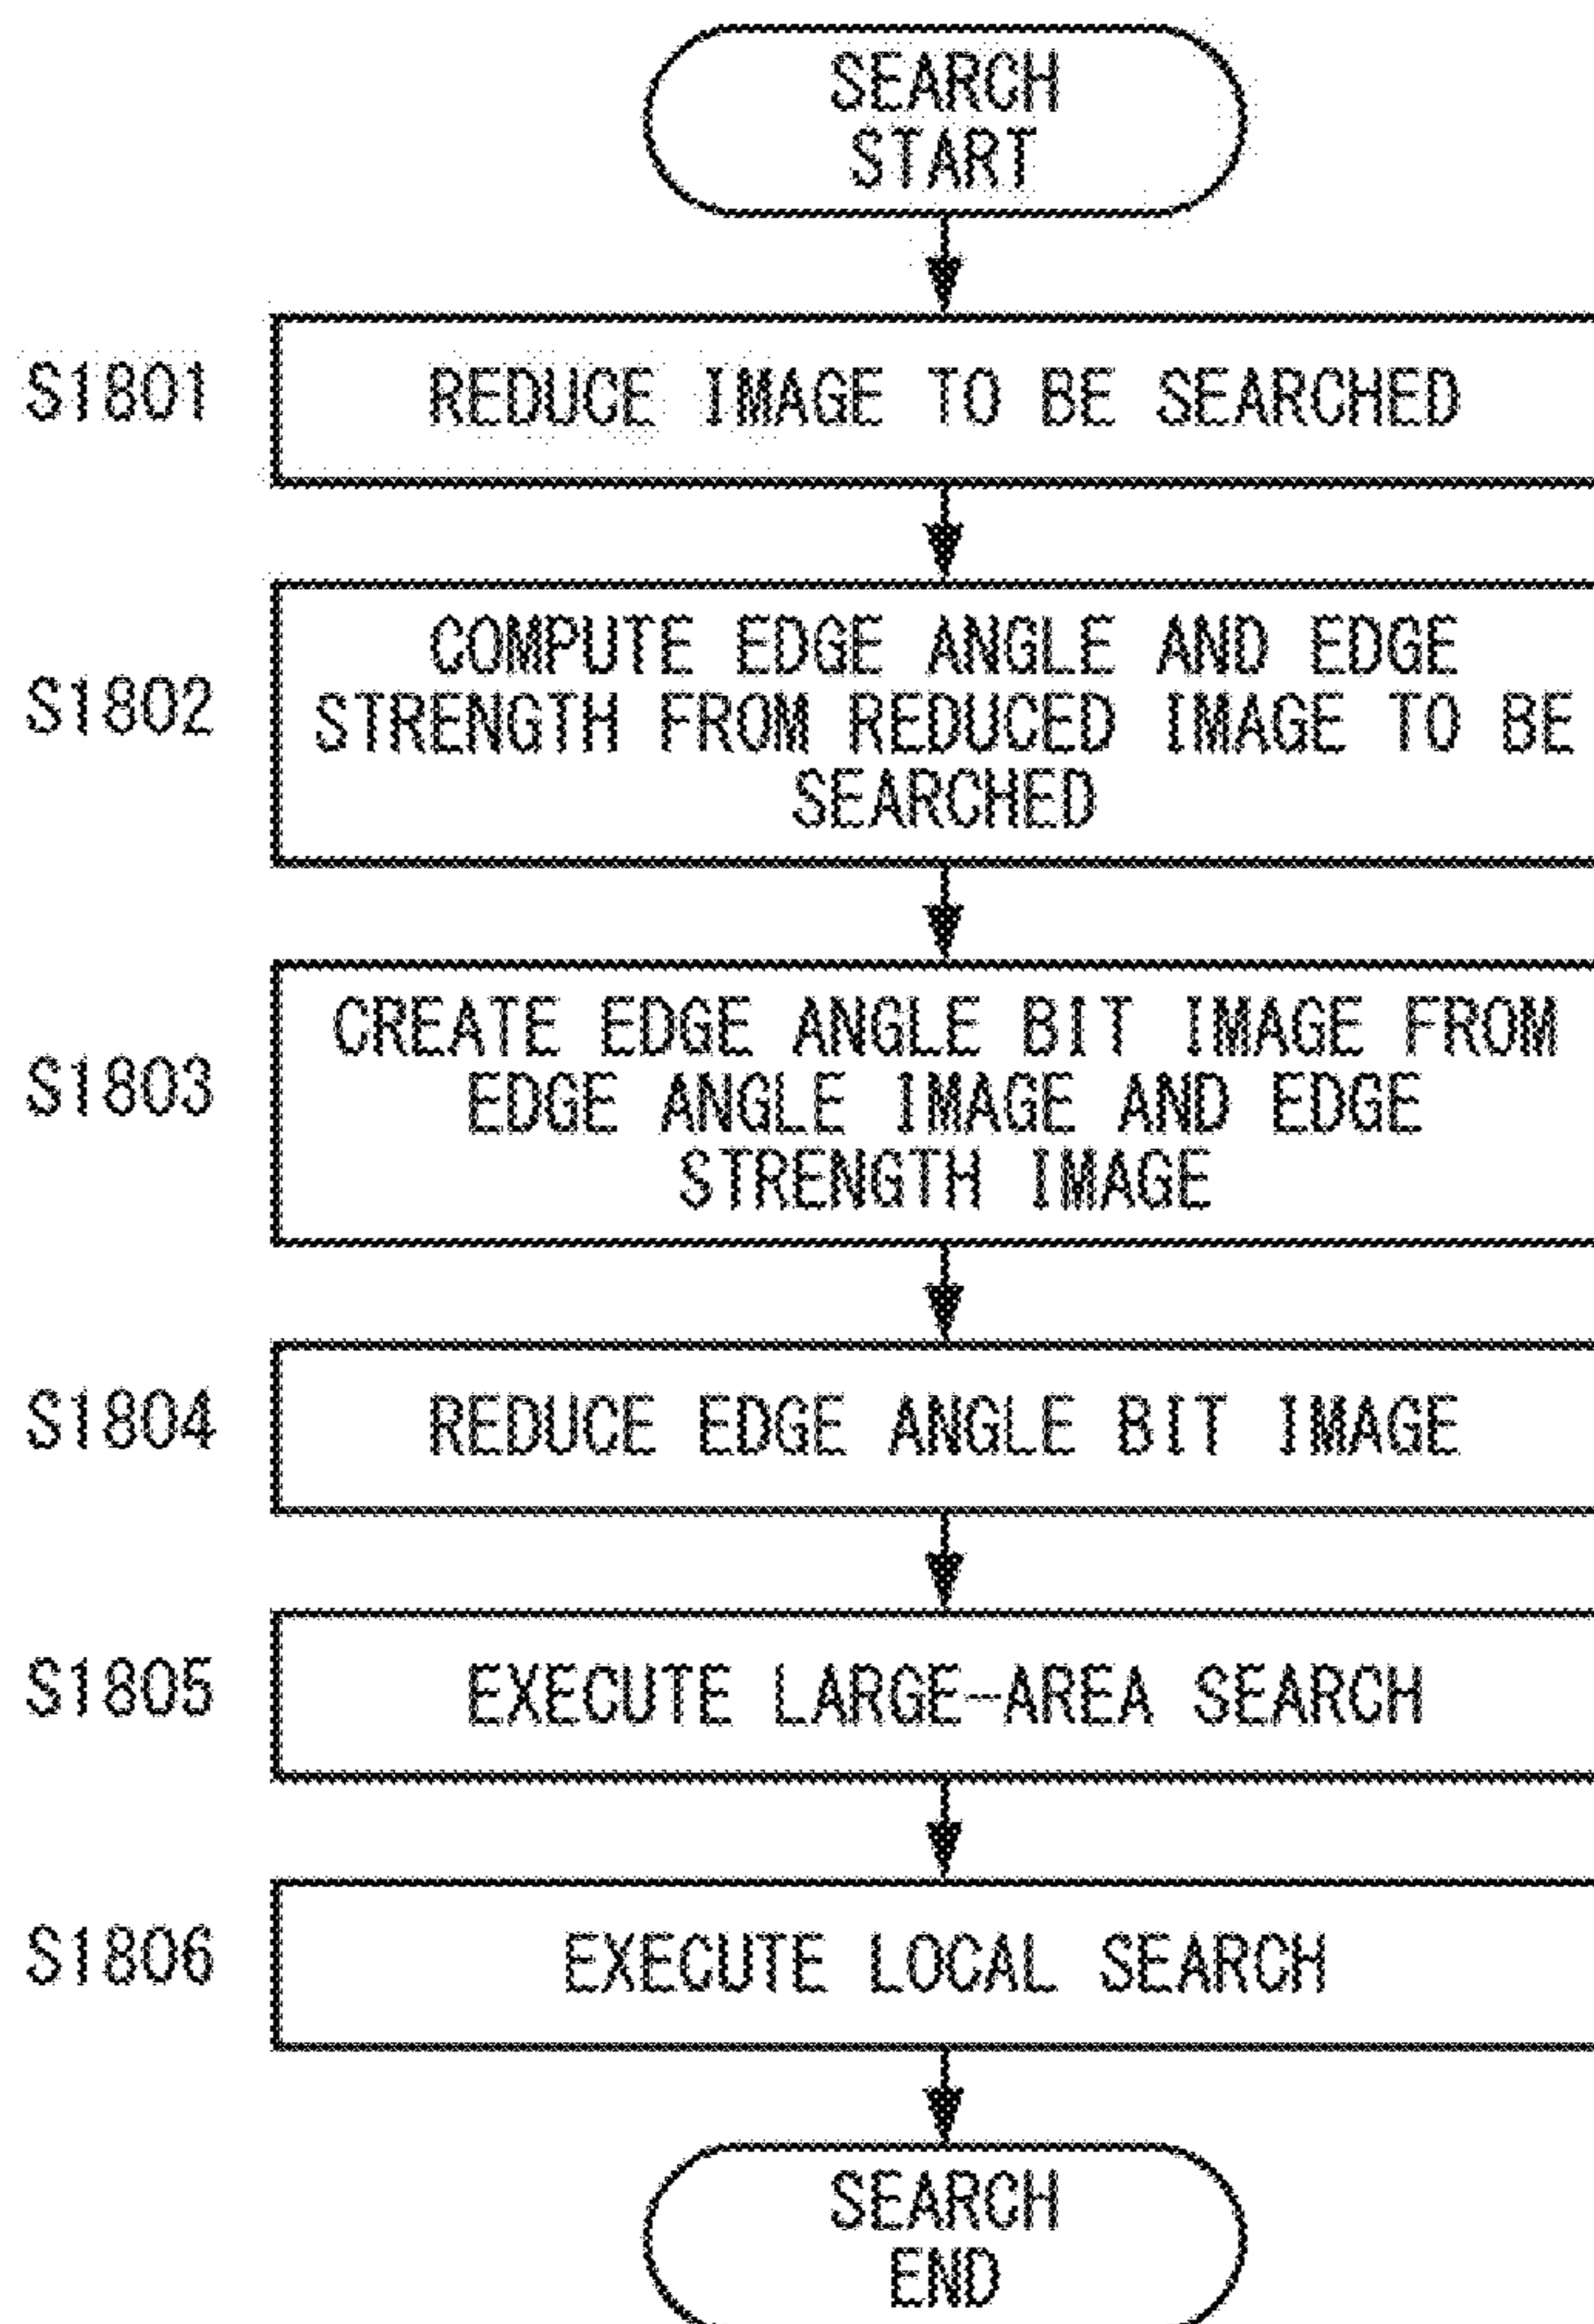 SEARCH
START
S1801
REDUCE IMAGE TO BE SEARCHED
S1802
COMPUTE EDGE ANGLE AND EDGE
STRENGTH FROM REDUCED IMAGE TO BE
SEARCHED
S1803
CREATE EDGE ANGLE BIT IMAGE FROM
EDGE ANGLE IMAGE AND EDGE
STRENGTH IMAGE
S1804
REDUCE EDGE ANGLE BIT IMAGE
S1805
EXECUTE LARGE-AREA SEARCH
S1806
EXECUTE LOCAL SEARCH
SEARCH
END